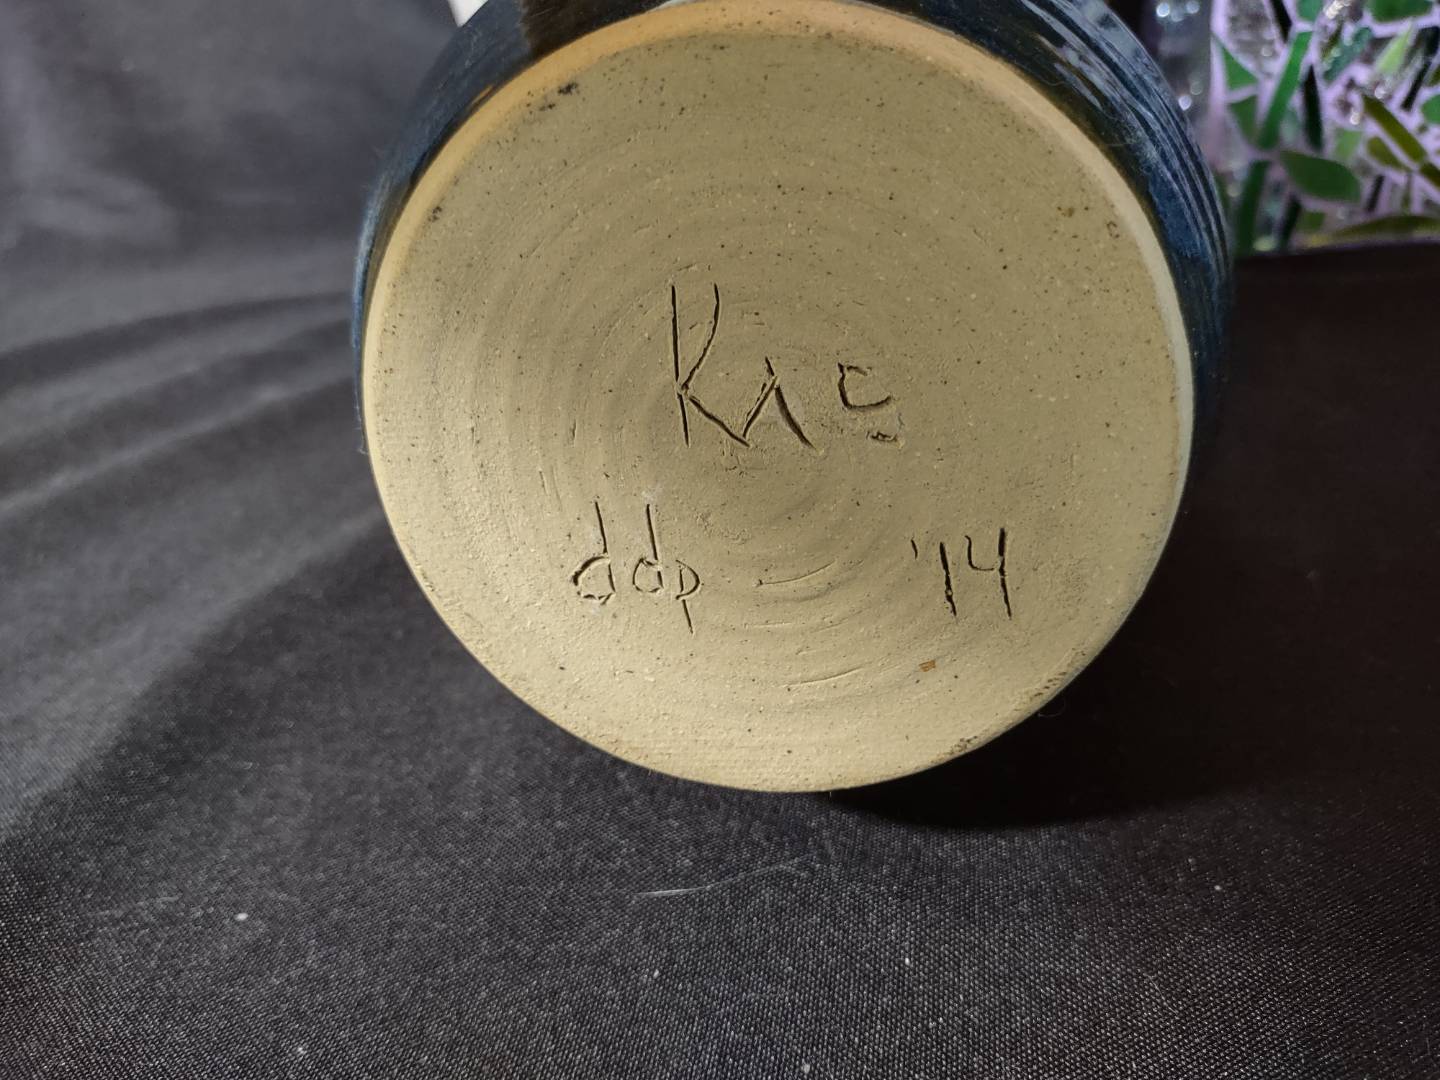 Kac
ddp - '14